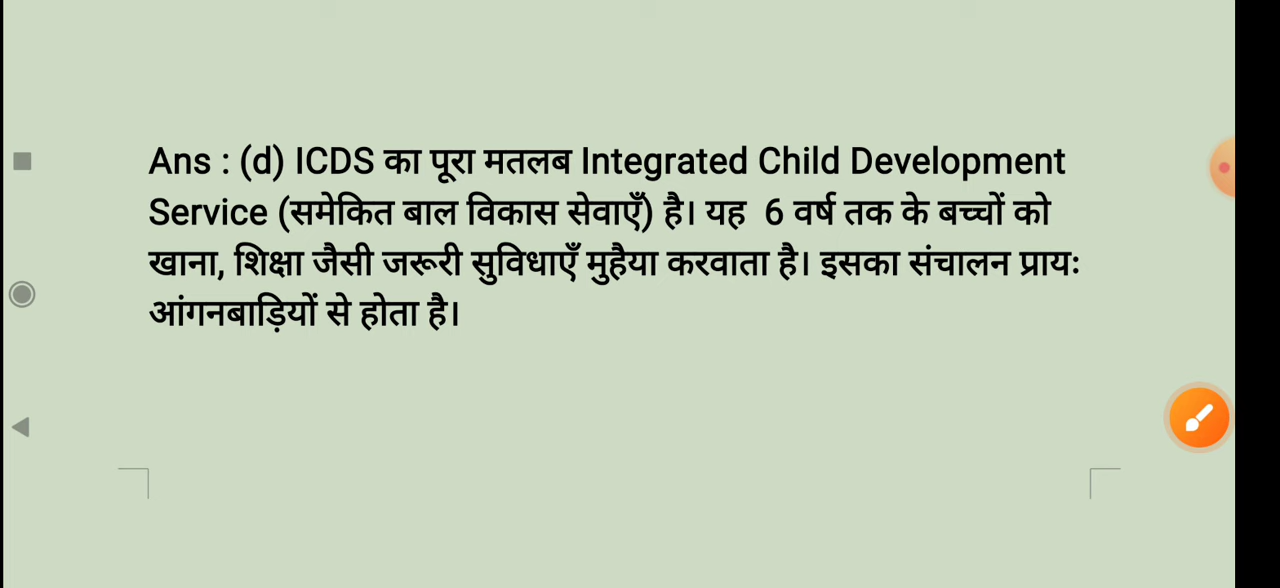 Ans : (d) ICDS का पूरा मतलब Integrated Child Development
Service (समेकित बाल विकास सेवाएँ) है। यह 6 वर्ष तक के बच्चों को
खाना, शिक्षा जैसी जरूरी सुविधाएँ मुहैया करवाता है। इसका संचालन प्रायः
आंगनबाड़ियों से होता है।